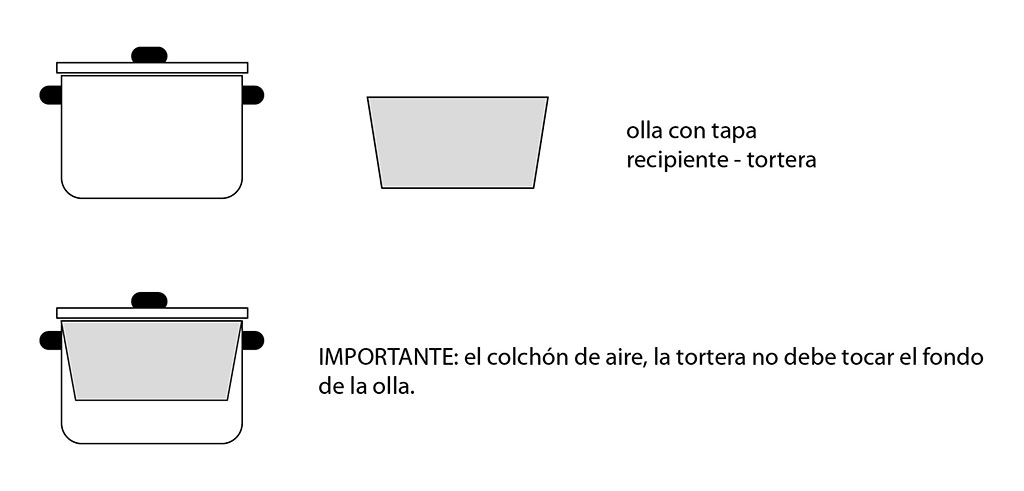 olla con tapa
recipiente - tortera
IMPORTANTE: el colchón de aire, la tortera no debe tocar el fondo
de la olla.